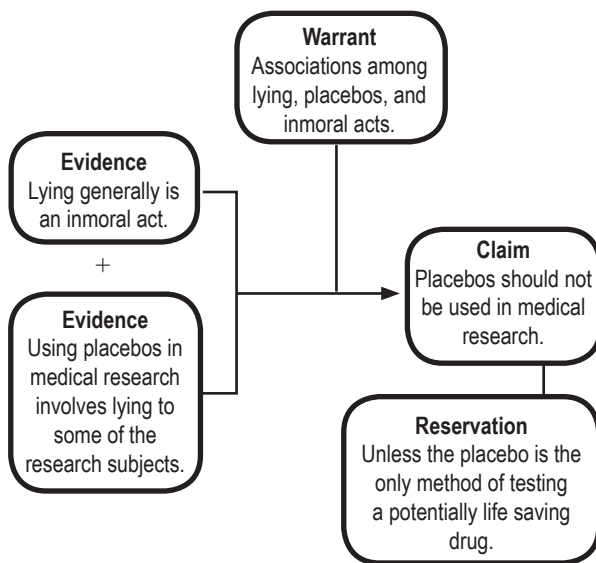 Warrant
Associations among
lying, placebos, and
inmoral acts.
Evidence
Lying generally is
an inmoral act.
+
Evidence
Using placebos in
medical research
involves lying to
some of the
research subjects.
Claim
Placebos should not
be used in medical
research.
Reservation
Unless the placebo is the
only method of testing
a potentially life saving
drug.